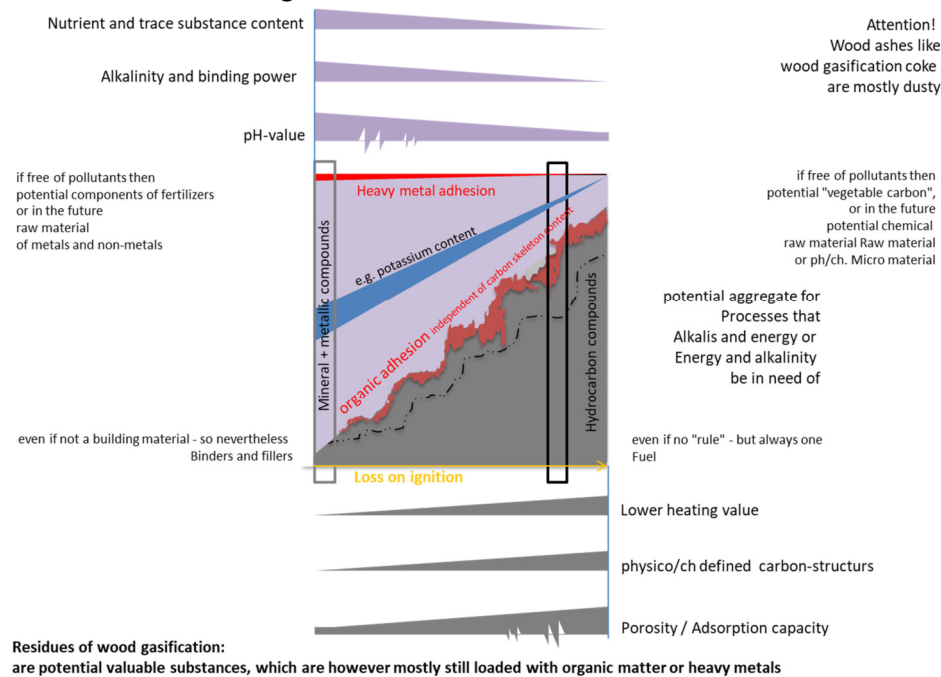 Nutrient and trace substance content
Attention!
Wood ashes like
wood gasification coke
are mostly dusty
Alkalinity and binding power
pH-value
if free of pollutants then
potential components of fertilizers
or in the future
raw material
of metals and non-metals
Heavy metal adhesion
e.g. potassium content
organic adhesion independent of carbon skeleton content
Mineral + metallic compounds
Hydrocarbon compounds
if free of pollutants then
potential "vegetable carbon",
or in the future
potential chemical
raw material Raw material
or ph/ch. Micro material
potential aggregate for
Processes that
Alkalis and energy or
Energy and alkalinity
be in need of
even if not a building material - so nevertheless
Binders and fillers
even if no "rule" - but always one
Fuel
Loss on ignition
Lower heating value
physico/ch defined carbon-structurs
Porosity / Adsorption capacity
Residues of wood gasification:
are potential valuable substances, which are however mostly still loaded with organic matter or heavy metals